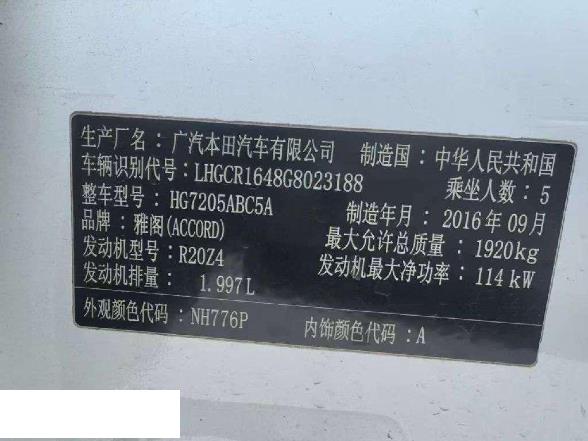 生产厂名：广汽本田汽车有限公司 制造国：中华人民共和国
车辆识别代号：LHGCR1648G8023188 乘坐人数：5
整车型号：HG7205ABC5A 制造年月：2016年09月
品牌：雅阁(ACCORD) 最大允许总质量：1920kg
发动机型号：R20Z4 发动机最大净功率：114kW
发动机排量：1.997L
外观颜色代码：NH776P 内饰颜色代码：A